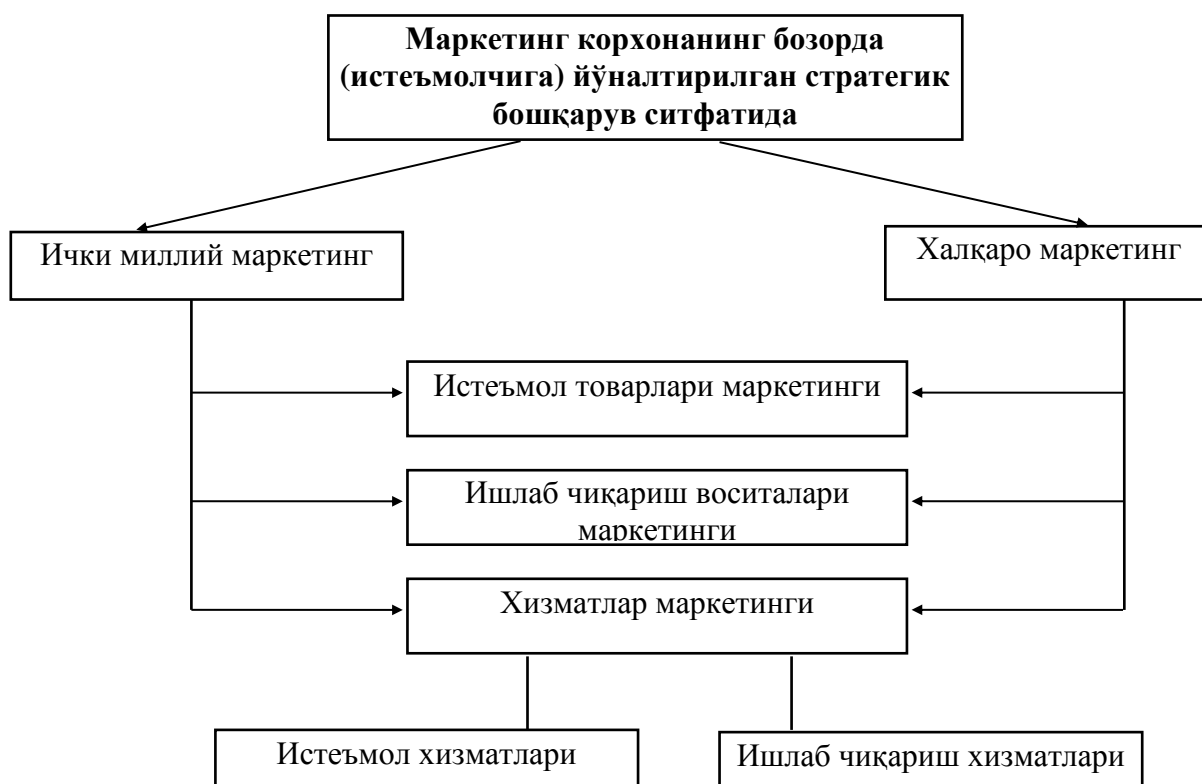 Маркетинг корхонанинг бозорда
(истеъмолчига) йўналтирилган стратегик
бошқарув ситфатида
Ички миллий маркетинг
Халқаро маркетинг
Истеъмол товарлари маркетинги
Ишлаб чиқариш воситалари
маркетинги
Хизматлар маркетинги
Истеъмол хизматлари
Ишлаб чиқариш хизматлари